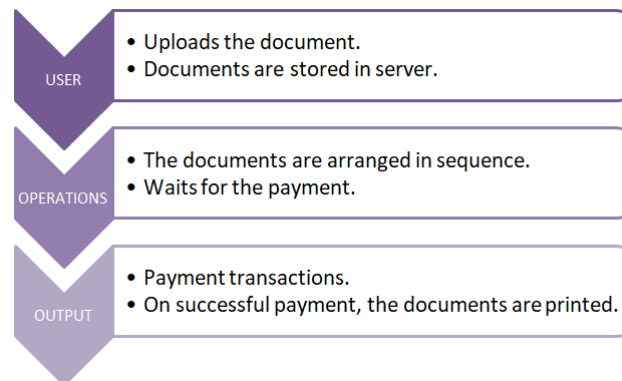 USER
• Uploads the document.
• Documents are stored in server.
OPERATIONS
• The documents are arranged in sequence.
• Waits for the payment.
OUTPUT
• Payment transactions.
• On successful payment, the documents are printed.